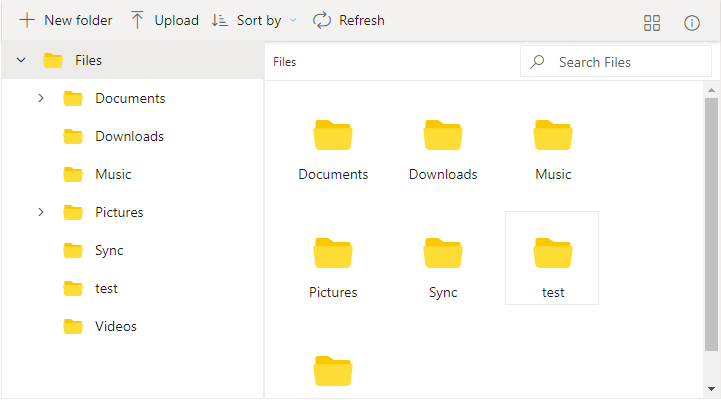 New folder Upload Sort by Refresh
Files
Documents
Downloads
Music
Pictures
Sync
test
Videos
Files Search Files
Documents Downloads Music
Pictures Sync test